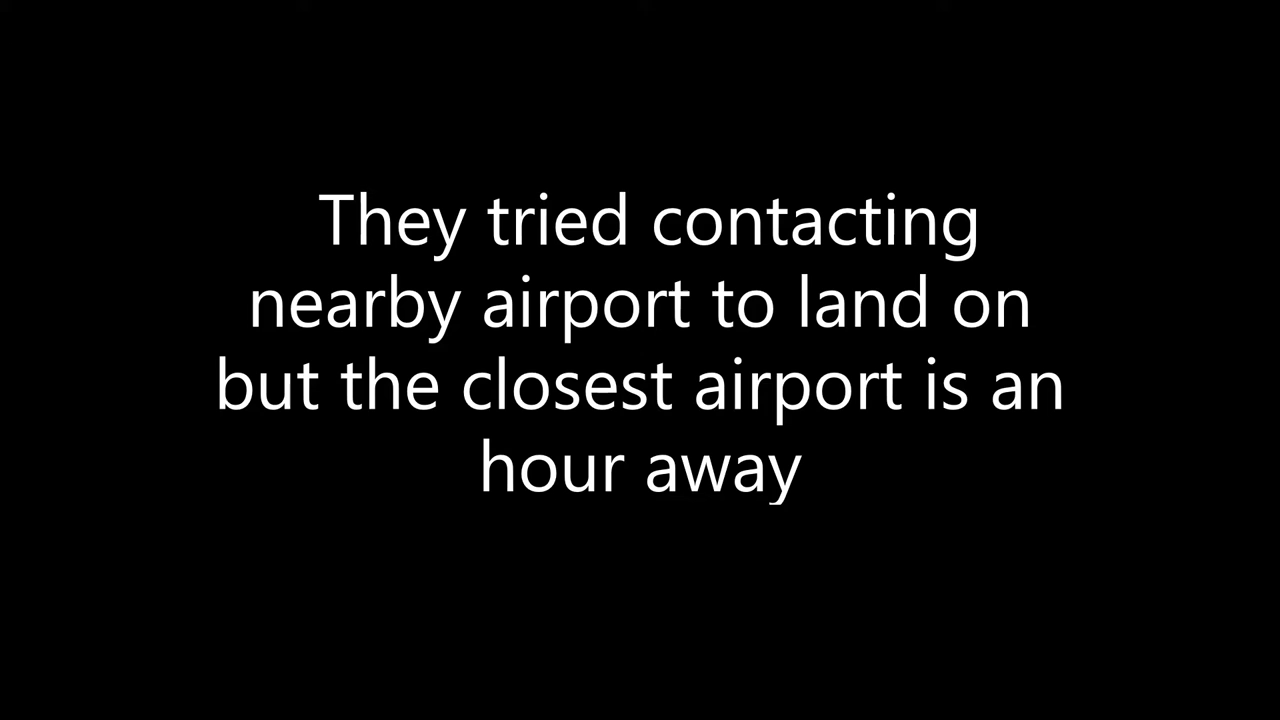 They tried contacting
nearby airport to land on
but the closest airport is an
hour away